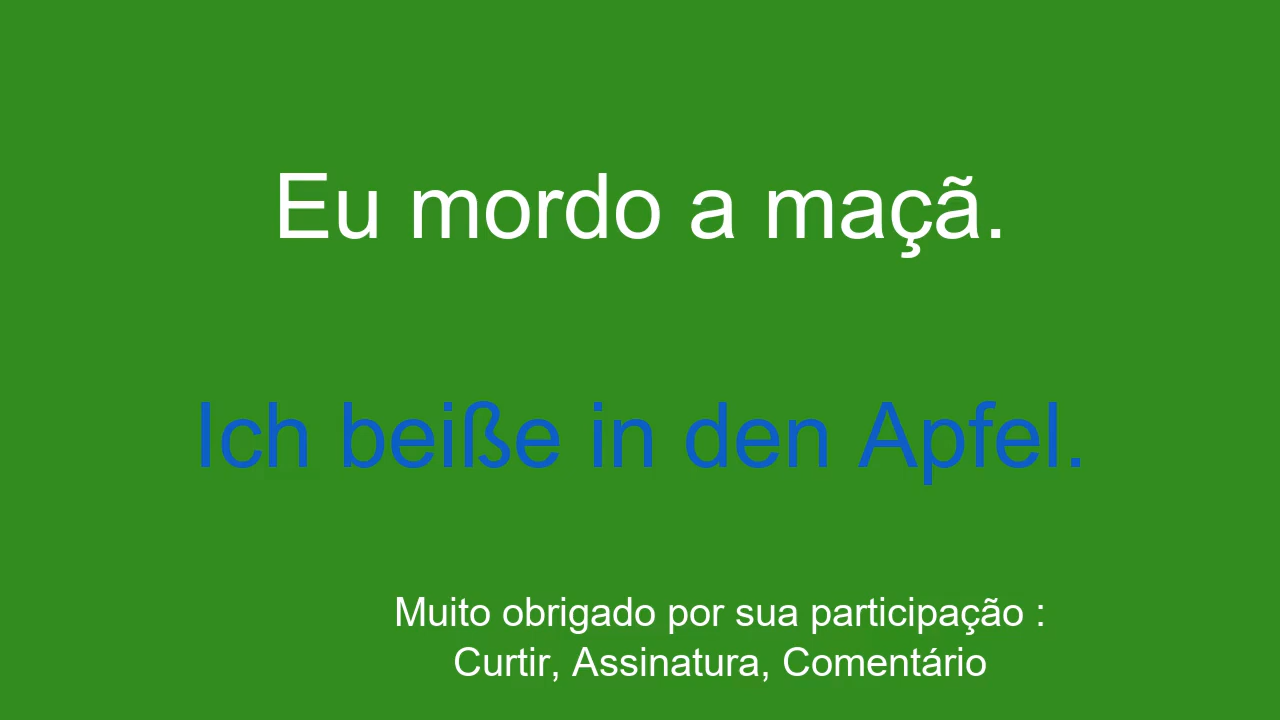 Eu mordo a maçã.
Ich beiße in den Apfel.
Muito obrigado por sua participação :
Curtir, Assinatura, Comentário